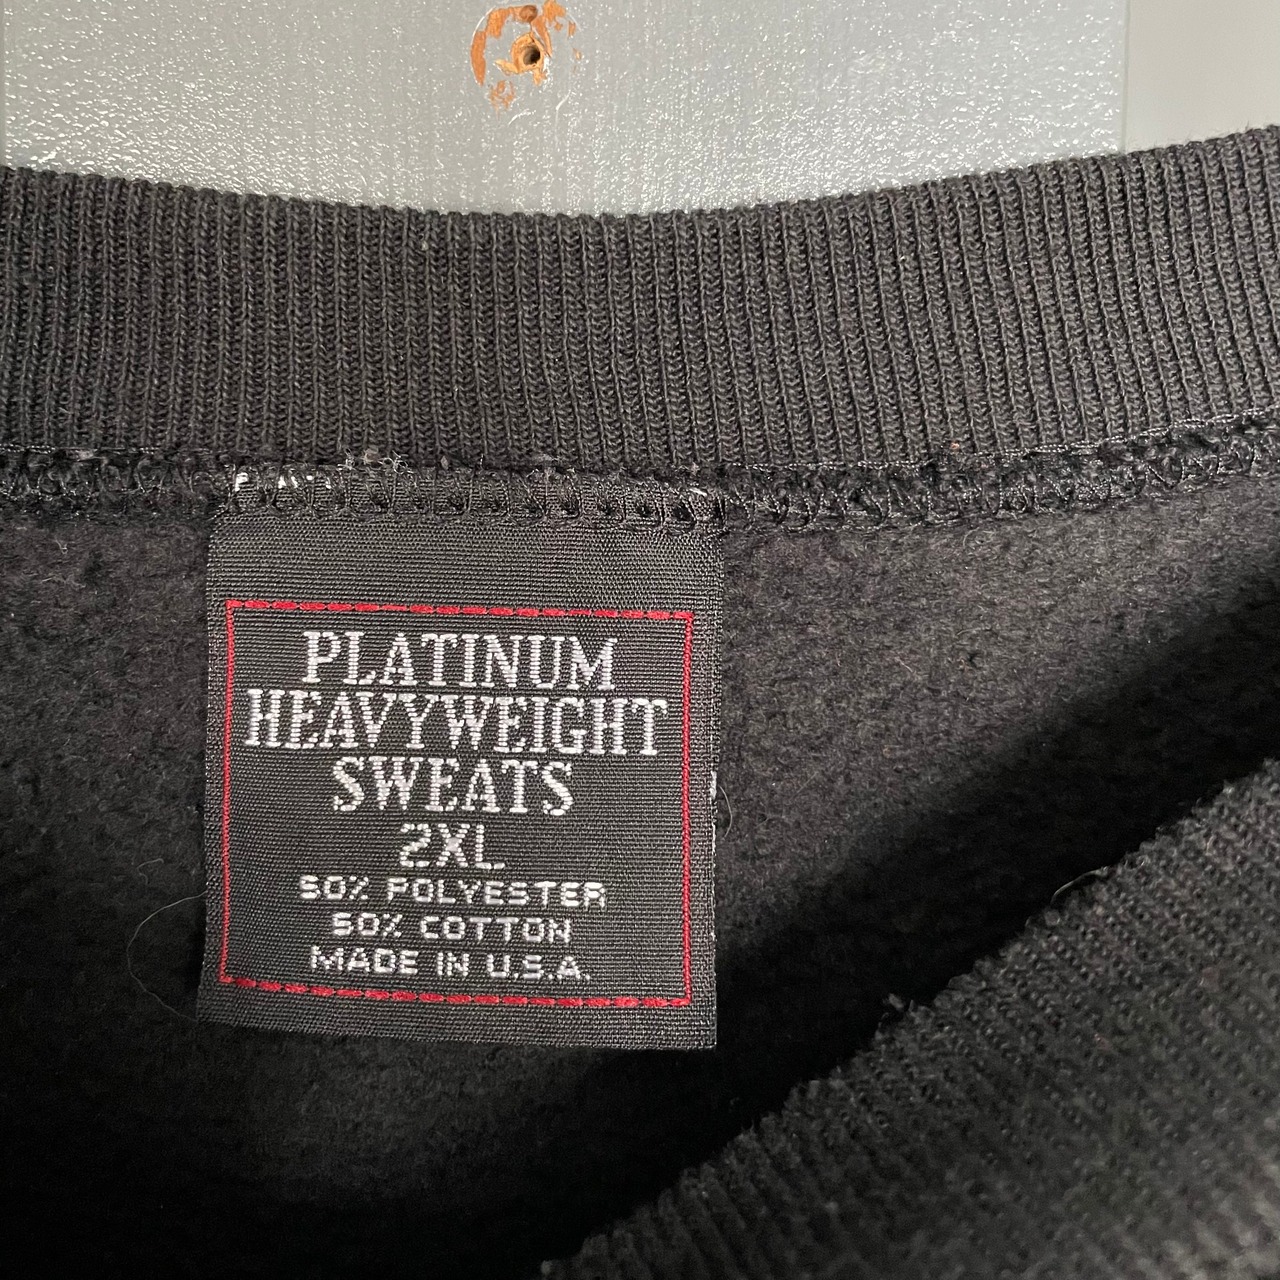 PLATINUM
HEAVYWEIGHT
SWEATS
2XL
50% POLYESTER
50% COTTON
MADE IN U.S.A.